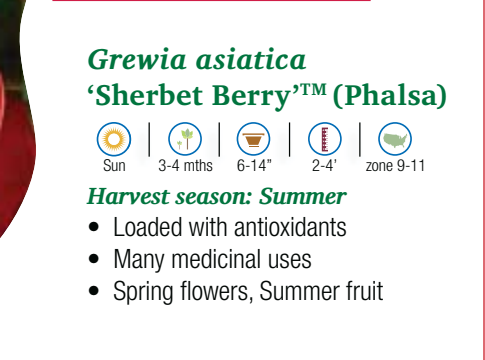 Grewia asiatica
‘Sherbet Berry’™ (Phalsa)
Sun 3-4 mths 6-14” 2-4’ zone 9-11
Harvest season: Summer
• Loaded with antioxidants
• Many medicinal uses
• Spring flowers, Summer fruit